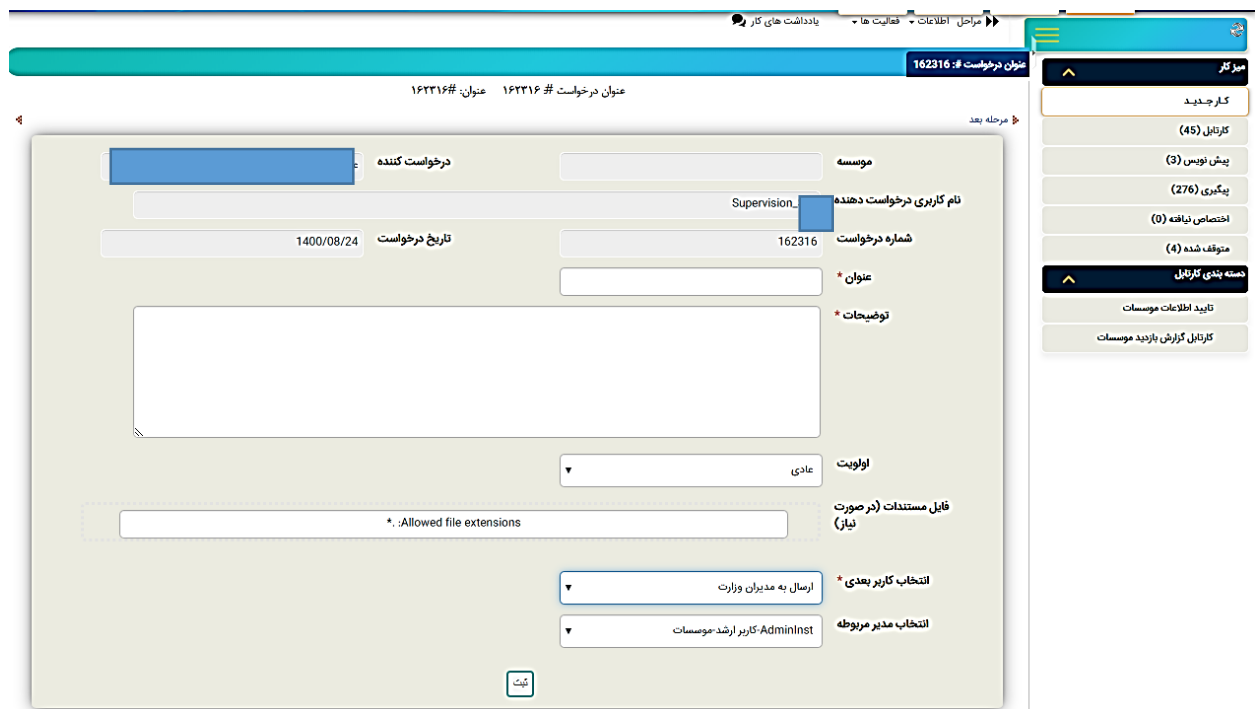 مراحل اطلاعات فعالیت ها یادداشت های کار
عنوان درخواست #: 162316
عنوان درخواست # ۱۶۲۳۱۶ عنوان: #۱۶۲۳۱۶
مرحله بعد
میز کار
کار جدید
کارتابل (45)
پیش نویس (3)
پیگیری (276)
اختصاص نیافته (0)
متوقف شده (4)
دسته بندی کارتابل
تایید اطلاعات موسسات
کارتابل گزارش بازدید موسسات
موسسه درخواست کننده
نام کاربری درخواست دهنده Supervision_
شماره درخواست 162316 تاریخ درخواست 1400/08/24
عنوان *
توضیحات *
اولویت عادی
فایل مستندات (در صورت
نیاز)
*. :Allowed file extensions
انتخاب کاربر بعدی * ارسال به مدیران وزارت
انتخاب مدیر مربوطه AdminInst-کاربر ارشد-موسسات
ثبت